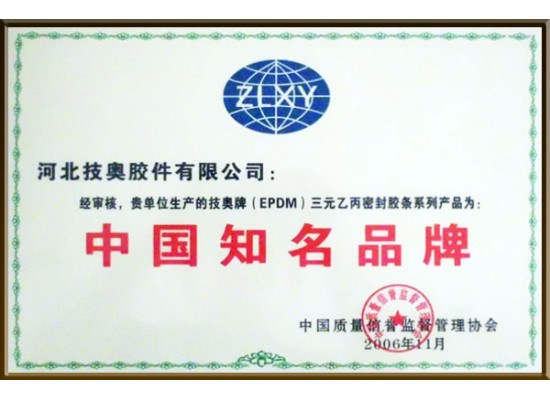 ZLXY
河北技奥胶件有限公司：
经审核，贵单位生产的技奥牌（EPDM）三元乙丙密封胶条系列产品为：
中国知名品牌
中国质量信誉监督管理协会
2006年11月